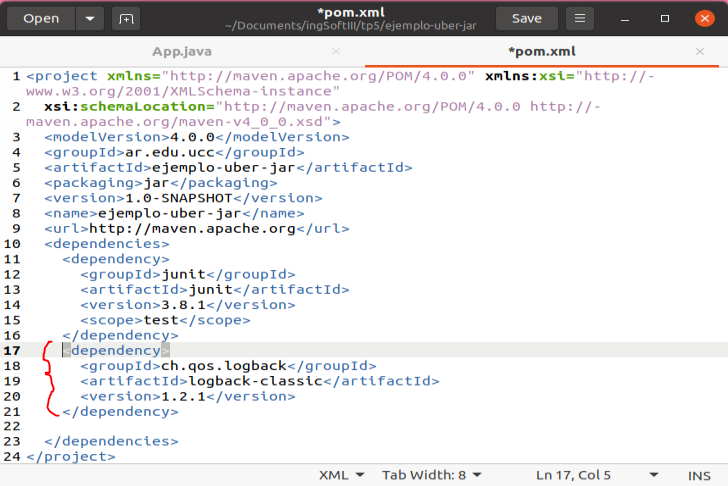 Open
*pom.xml
~/Documents/ingSoftIII/tp5/ejemplo-uber-jar
Save
App.java
*pom.xml
1 <project xmlns="http://maven.apache.org/POM/4.0.0" xmlns:xsi="http://-
www.w3.org/2001/XMLSchema-instance"
2 xsi:schemaLocation="http://maven.apache.org/POM/4.0.0 http://-
maven.apache.org/maven-v4_0_0.xsd">
3 <modelVersion>4.0.0</modelVersion>
4 <groupId>ar.edu.ucc</groupId>
5 <artifactId>ejemplo-uber-jar</artifactId>
6 <packaging>jar</packaging>
7 <version>1.0-SNAPSHOT</version>
8 <name>ejemplo-uber-jar</name>
9 <url>http://maven.apache.org</url>
10 <dependencies>
11 <dependency>
12 <groupId>junit</groupId>
13 <artifactId>junit</artifactId>
14 <version>3.8.1</version>
15 <scope>test</scope>
16 </dependency>
17 <dependency>
18 <groupId>ch.qos.logback</groupId>
19 <artifactId>logback-classic</artifactId>
20 <version>1.2.1</version>
21 </dependency>
22
23 </dependencies>
24 </project>
XML
Tab Width: 8
Ln 17, Col 5
INS